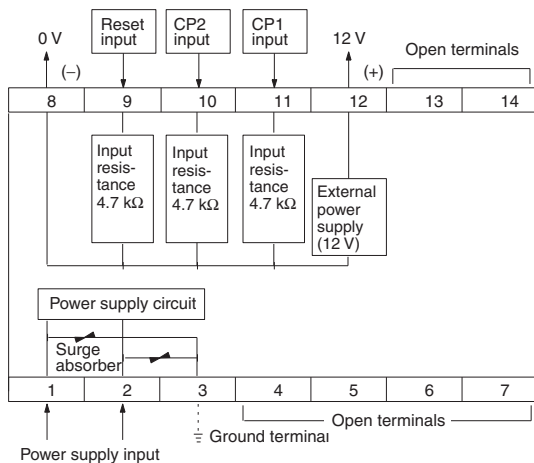 0 V
Reset input
CP2 input
CP1 input
12 V
(–)
(+)
Open terminals
8 9 10 11 12 13 14
Input resis-tance 4.7 kΩ
Input resis-tance 4.7 kΩ
Input resis-tance 4.7 kΩ
External power supply (12 V)
Power supply circuit
Surge absorber
1 2 3 4 5 6 7
Open terminals
Ground terminal
Power supply input